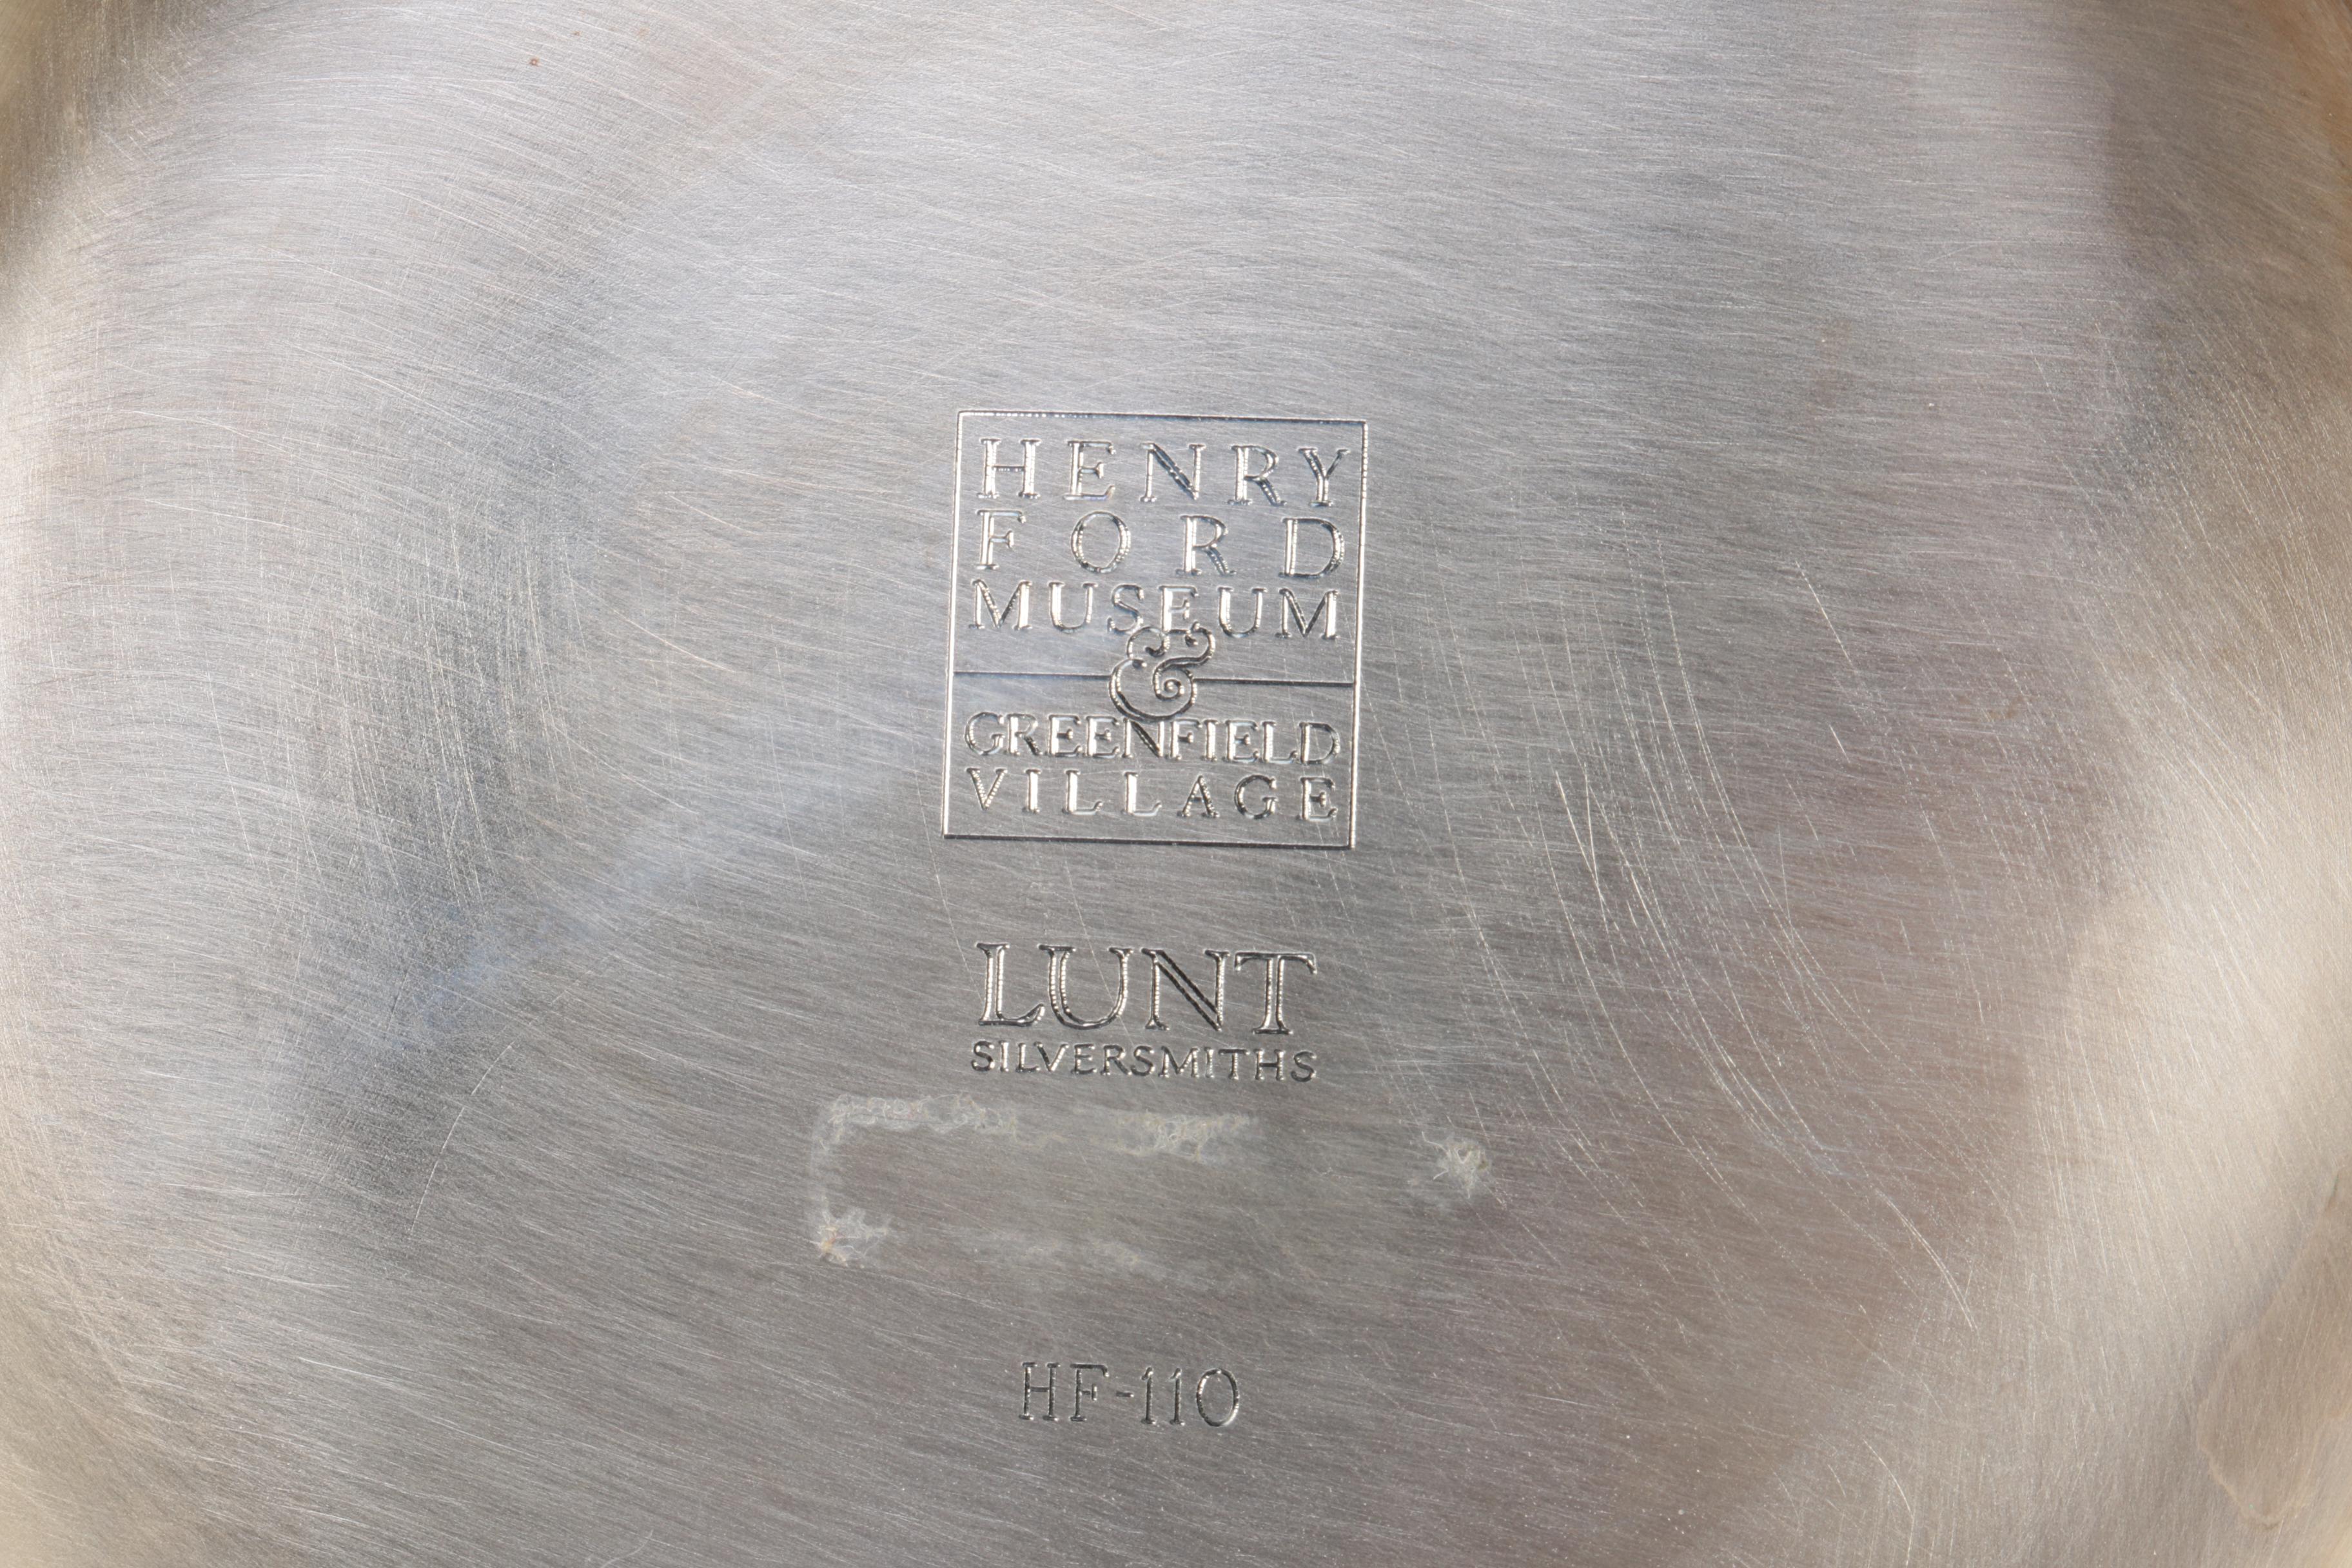 HENRY
FORD
MUSEUM
&
GREENFIELD
VILLAGE
LUNT
SILVERSMITHS
HF-110